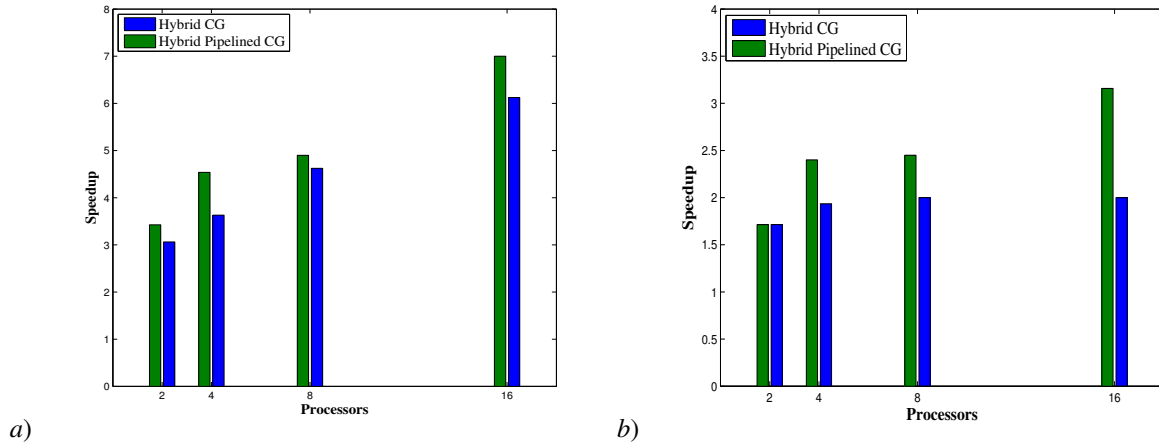 8
7
6
5
4
3
2
1
0
Speedup
Hybrid CG
Hybrid Pipelined CG
2 4 8 16
Processors
a)
4
3.5
3
2.5
2
1.5
1
0.5
0
Speedup
Hybrid CG
Hybrid Pipelined CG
2 4 8 16
Processors
b)